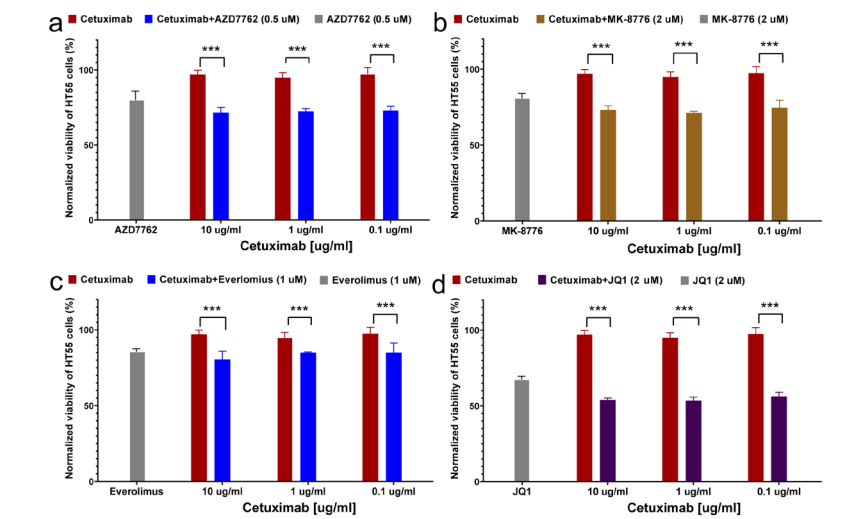 a
Cetuximab Cetuximab+AZD7762 (0.5 uM) AZD7762 (0.5 uM)
Normalized viability of HT55 cells (%)
100
50
0
*** *** ***
AZD7762 10 ug/ml 1 ug/ml 0.1 ug/ml
Cetuximab [ug/ml]
b
Cetuximab Cetuximab+MK-8776 (2 uM) MK-8776 (2 uM)
Normalized viability of HT55 cells (%)
100
50
0
*** *** ***
MK-8776 10 ug/ml 1 ug/ml 0.1 ug/ml
Cetuximab [ug/ml]
c
Cetuximab Cetuximab+Everlomius (1 uM) Everolimus (1 uM)
Normalized viability of HT55 cells (%)
100
50
0
*** *** ***
Everolimus 10 ug/ml 1 ug/ml 0.1 ug/ml
Cetuximab [ug/ml]
d
Cetuximab Cetuximab+JQ1 (2 uM) JQ1 (2 uM)
Normalized viability of HT55 cells (%)
100
50
0
*** *** ***
JQ1 10 ug/ml 1 ug/ml 0.1 ug/ml
Cetuximab [ug/ml]